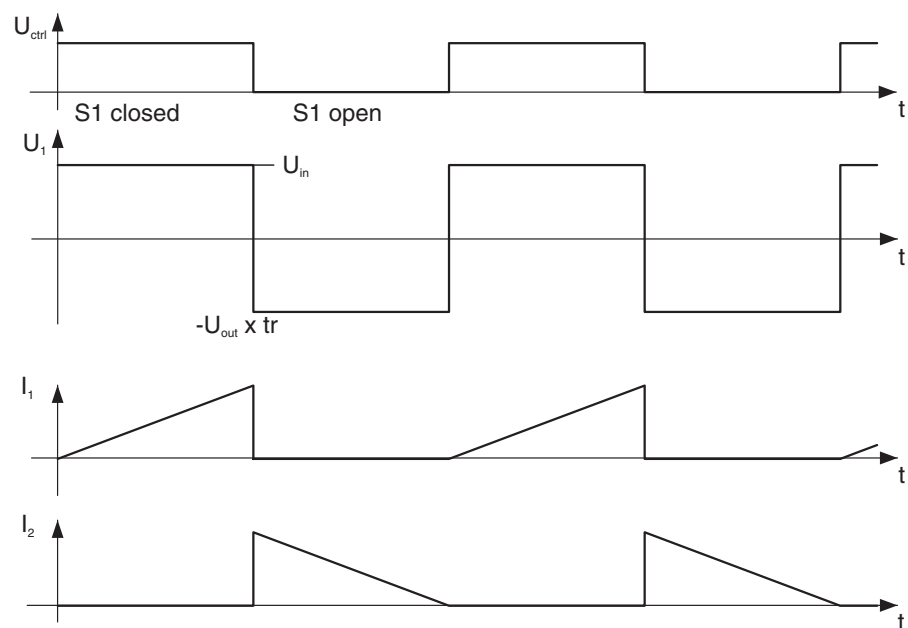 U_ctrl
S1 closed
S1 open
t
U_1
U_in
t
-U_out x tr
I_1
t
I_2
t